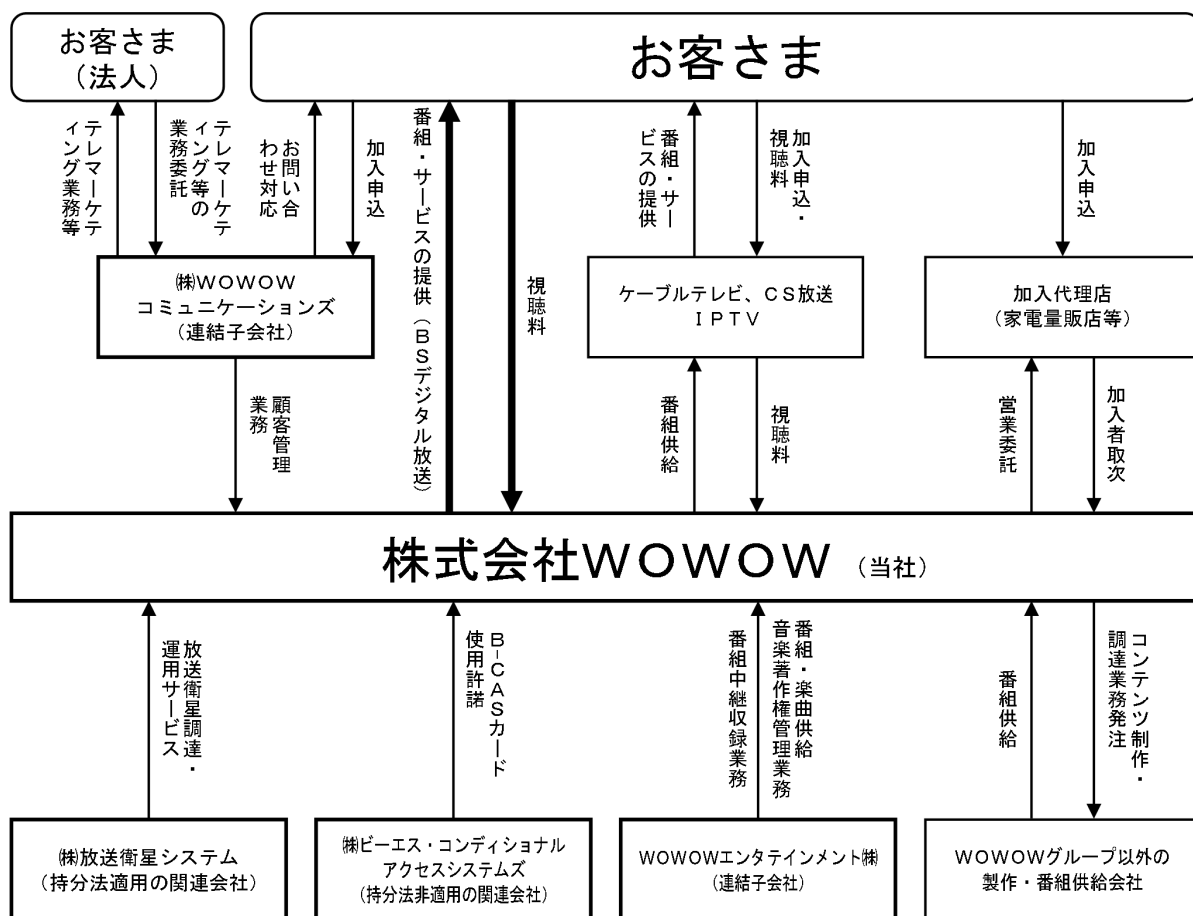 お客さま
（法人）
お客さま
テレマーケテ
ィング業務等
テレマーケテ
ィング等の
業務委託
お問い合
わせ対応
加入申込
番組・サービスの提供（ＢＳデジタル放送）
視聴料
番組・サー
ビスの提供
加入申込・
視聴料
加入申込
㈱ＷＯＷＯＷ
コミュニケーションズ
（連結子会社）
ケーブルテレビ、ＣＳ放送
ＩＰＴＶ
加入代理店
（家電量販店等）
顧客管理
業務
番組供給
視聴料
営業委託
加入者取次
株式会社ＷＯＷＯＷ（当社）
放送衛星調達・
運用サービス
Ｂ－ＣＡＳカード
使用許諾
番組・楽曲供給
音楽著作権管理業務
番組中継収録業務
番組供給
コンテンツ制作・
調達業務発注
㈱放送衛星システム
（持分法適用の関連会社）
㈱ビーエス・コンディショナル
アクセスシステムズ
（持分法非適用の関連会社）
ＷＯＷＯＷエンタテインメント㈱
（連結子会社）
ＷＯＷＯＷグループ以外の
製作・番組供給会社